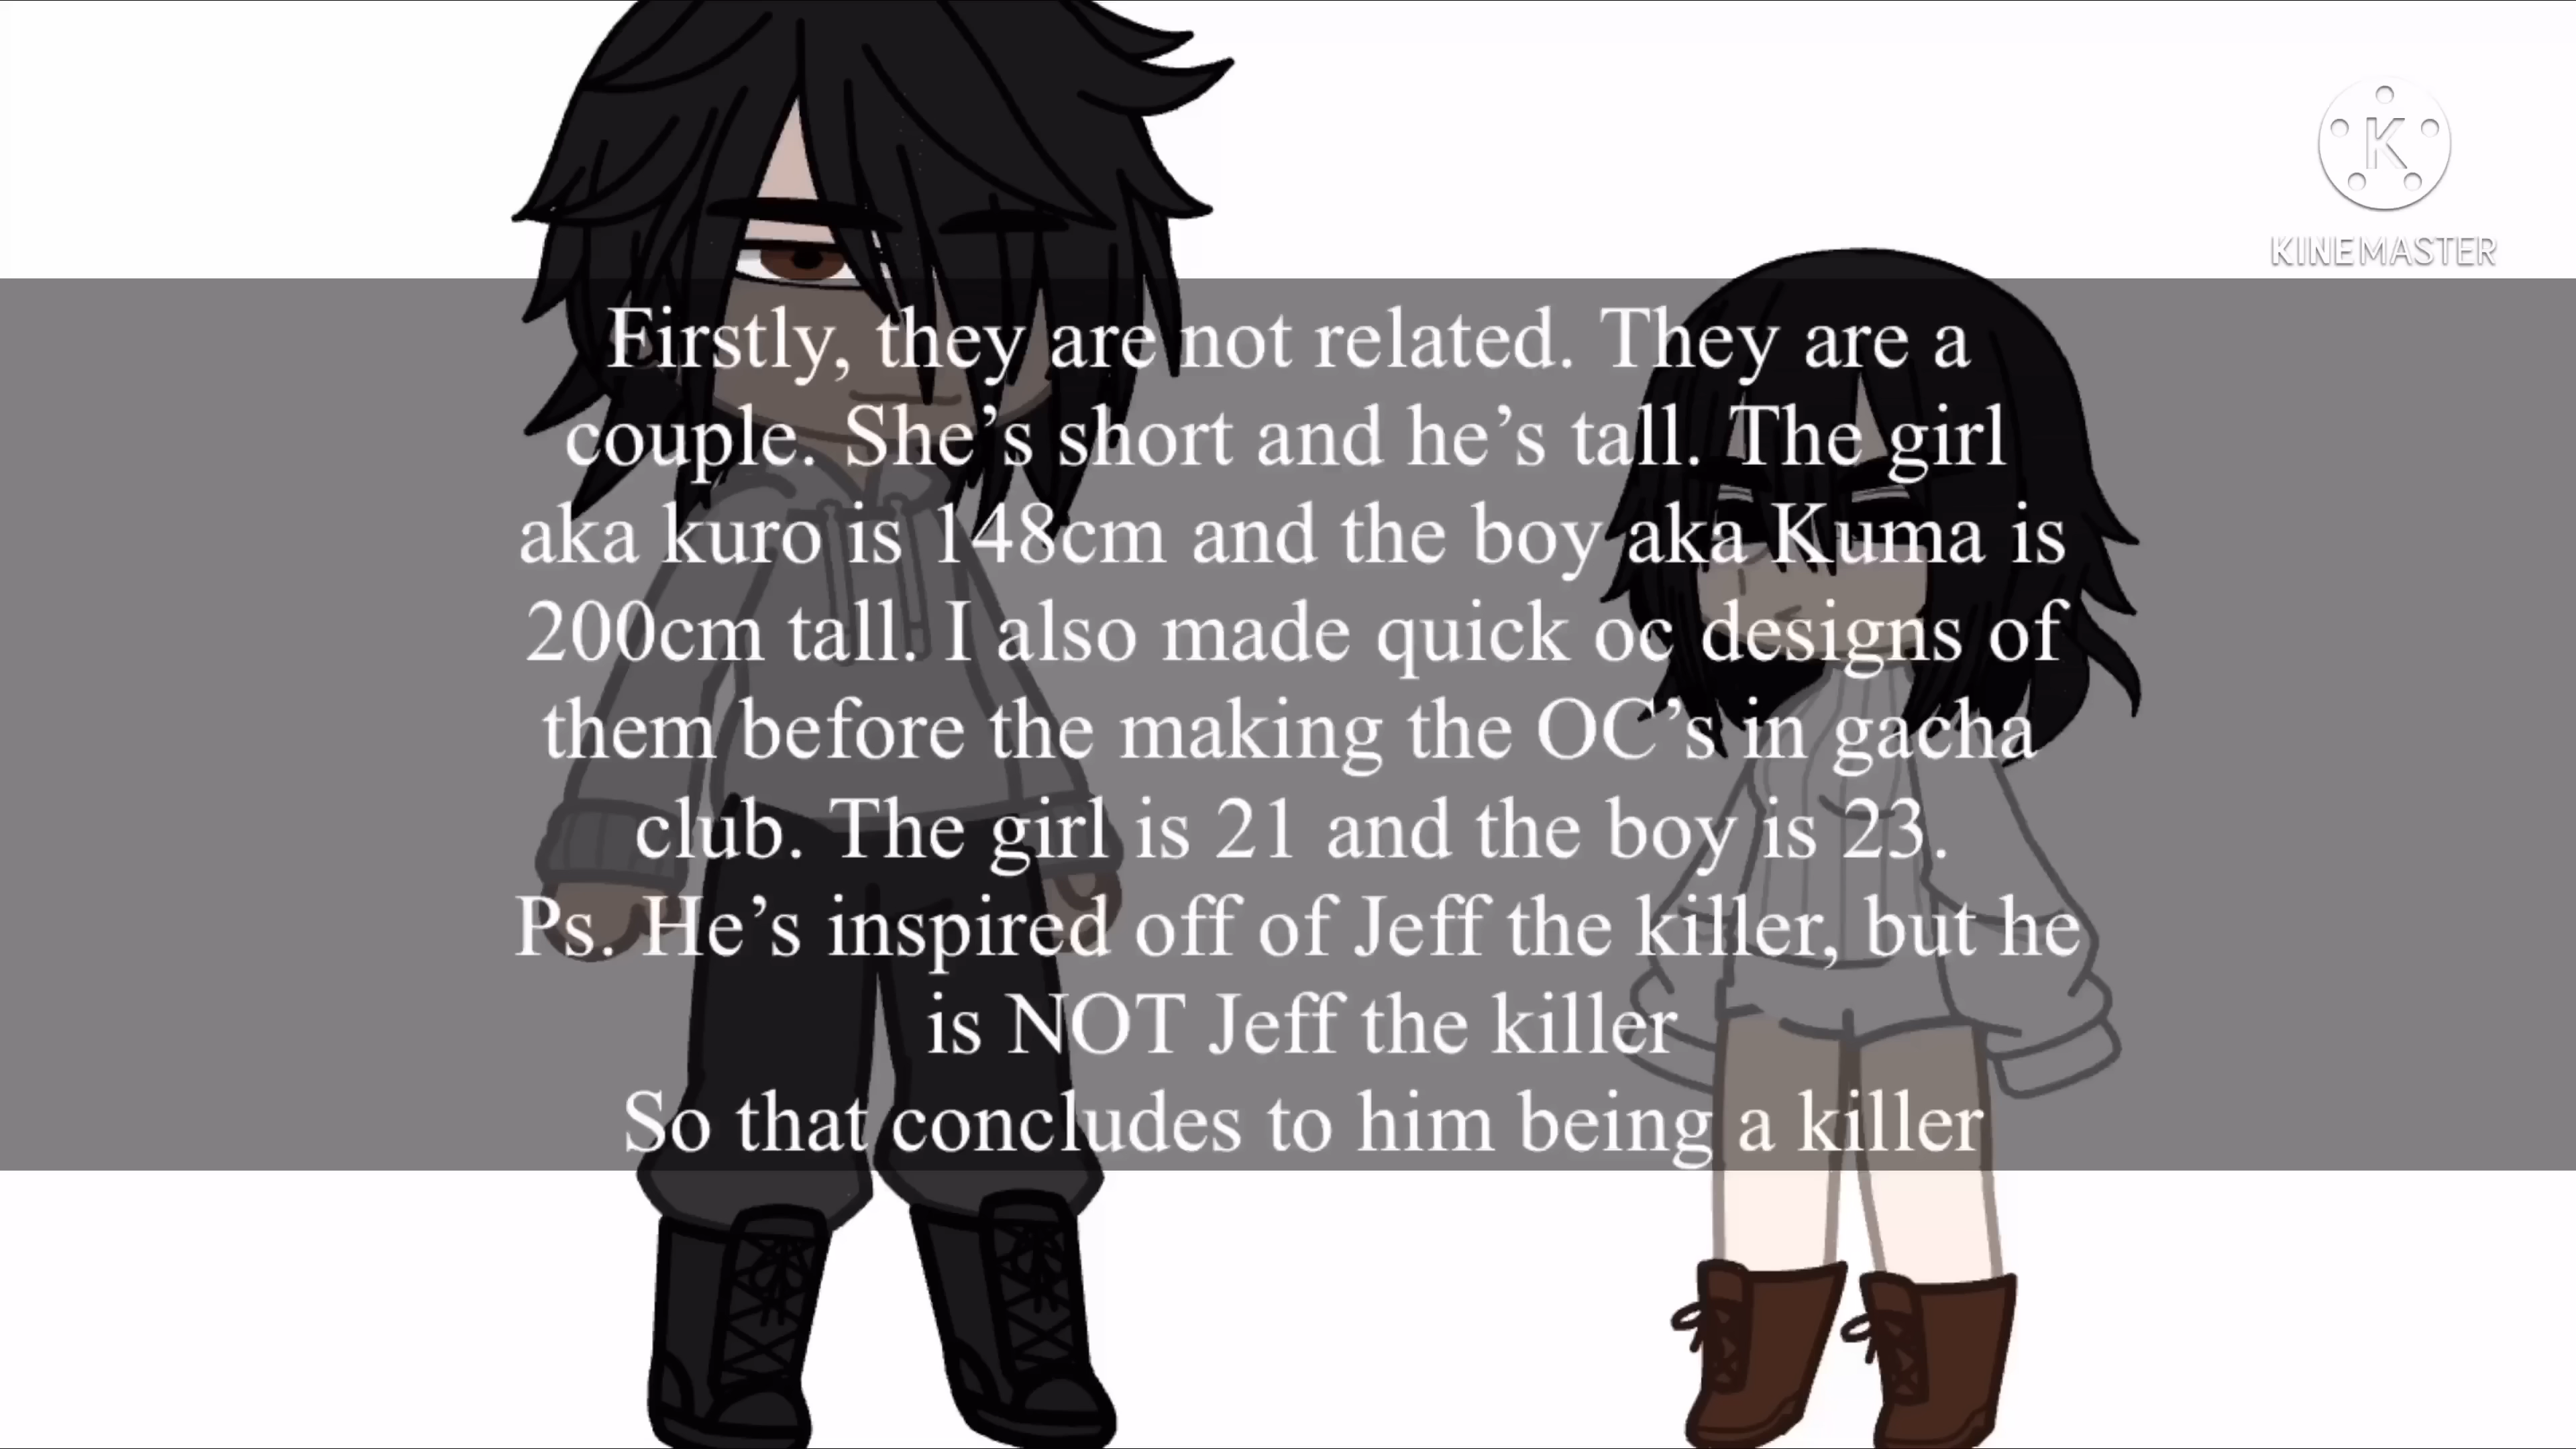 KINEMASTER
Firstly, they are not related. They are a
couple. She’s short and he’s tall. The girl
aka kuro is 148cm and the boy aka Kuma is
200cm tall. I also made quick oc designs of
them before the making the OC’s in gacha
club. The girl is 21 and the boy is 23.
Ps. He’s inspired off of Jeff the killer, but he
is NOT Jeff the killer
So that concludes to him being a killer